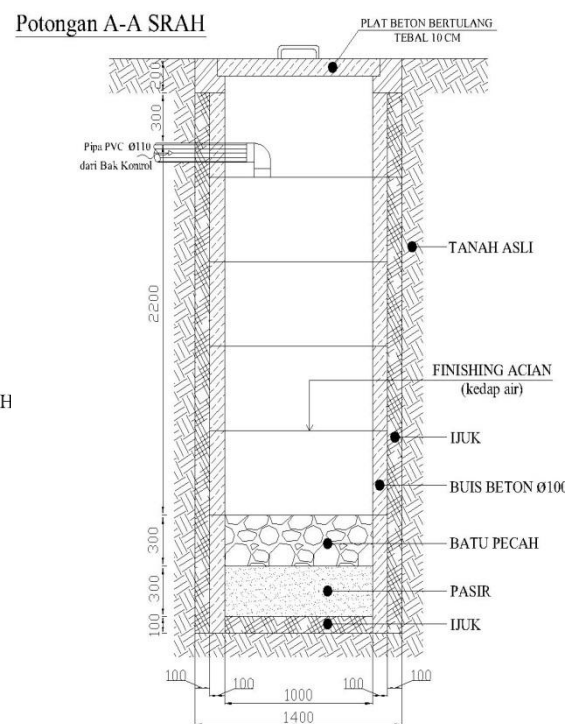 Potongan A-A SRAH
PLAT BETON BERTULANG
TEBAL 10 CM
200
300
Pipa PVC Ø110
dari Bak Kontrol
TANAH ASLI
2200
FINISHING ACIAN
(kedap air)
H
IJUK
BUIS BETON Ø100
300
BATU PECAH
300
PASIR
100
IJUK
100
100
1000
100
100
1400